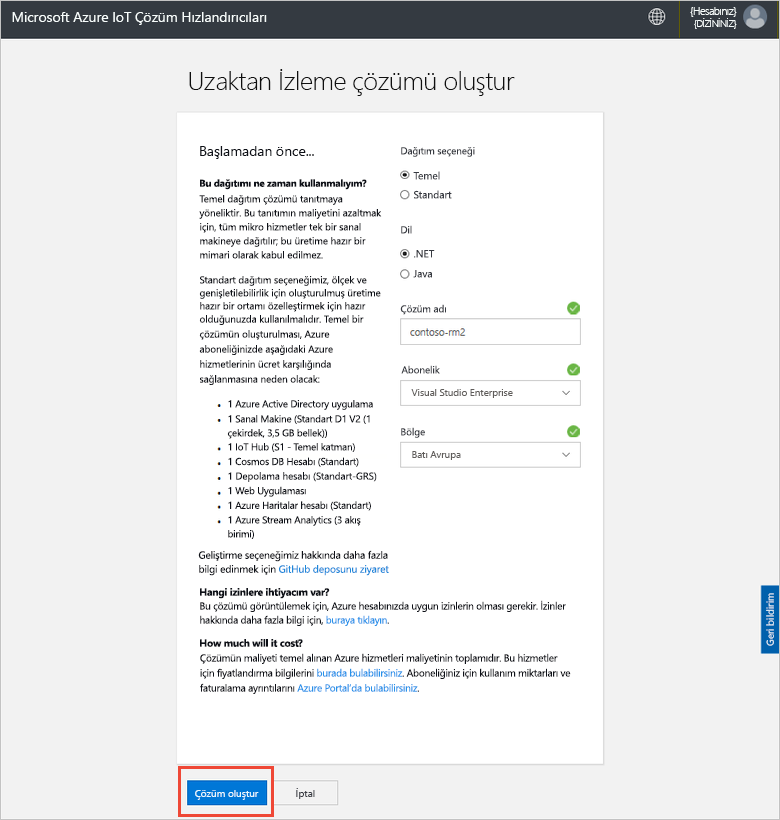 Microsoft Azure IoT Çözüm Hızlandırıcıları
{Hesabınız}
{DİZİNİNİZ}
Uzaktan İzleme çözümü oluştur
Başlamadan önce...
Bu dağıtımı ne zaman kullanmalıyım?
Temel dağıtım çözümü tanıtmaya
yöneliktir. Bu tanıtımın maliyetini azaltmak
için, tüm mikro hizmetler tek bir sanal
makineye dağıtılır; bu üretime hazır bir
mimari olarak kabul edilmez.
Standart dağıtım seçeneğimiz, ölçek ve
genişletilebilirlik için oluşturulmuş üretime
hazır bir ortamı özelleştirmek için hazır
olduğunuzda kullanılmalıdır. Temel bir
çözümün oluşturulması, Azure
aboneliğinizde aşağıdaki Azure
hizmetlerinin ücret karşılığında
sağlanmasına neden olacak:
• 1 Azure Active Directory uygulama
• 1 Sanal Makine (Standart D1 V2 (1
çekirdek, 3,5 GB bellek))
• 1 IoT Hub (S1 - Temel katman)
• 1 Cosmos DB Hesabı (Standart)
• 1 Depolama hesabı (Standart-GRS)
• 1 Web Uygulaması
• 1 Azure Haritalar hesabı (Standart)
• 1 Azure Stream Analytics (3 akış
birimi)
Geliştirme seçeneğimiz hakkında daha fazla
bilgi edinmek için GitHub deposunu ziyaret
Dağıtım seçeneği
Temel
Standart
Dil
.NET
Java
Çözüm adı
contoso-rm2
Abonelik
Visual Studio Enterprise
Bölge
Batı Avrupa
Hangi izinlere ihtiyacım var?
Bu çözümü görüntülemek için, Azure hesabınızda uygun izinlerin olması gerekir. İzinler
hakkında daha fazla bilgi için, buraya tıklayın.
How much will it cost?
Çözümün maliyeti temel alınan Azure hizmetleri maliyetinin toplamıdır. Bu hizmetler
için fiyatlandırma bilgilerini burada bulabilirsiniz. Aboneliğiniz için kullanım miktarları ve
faturalama ayrıntılarını Azure Portal'da bulabilirsiniz.
Geri bildirim
Çözüm oluştur
İptal